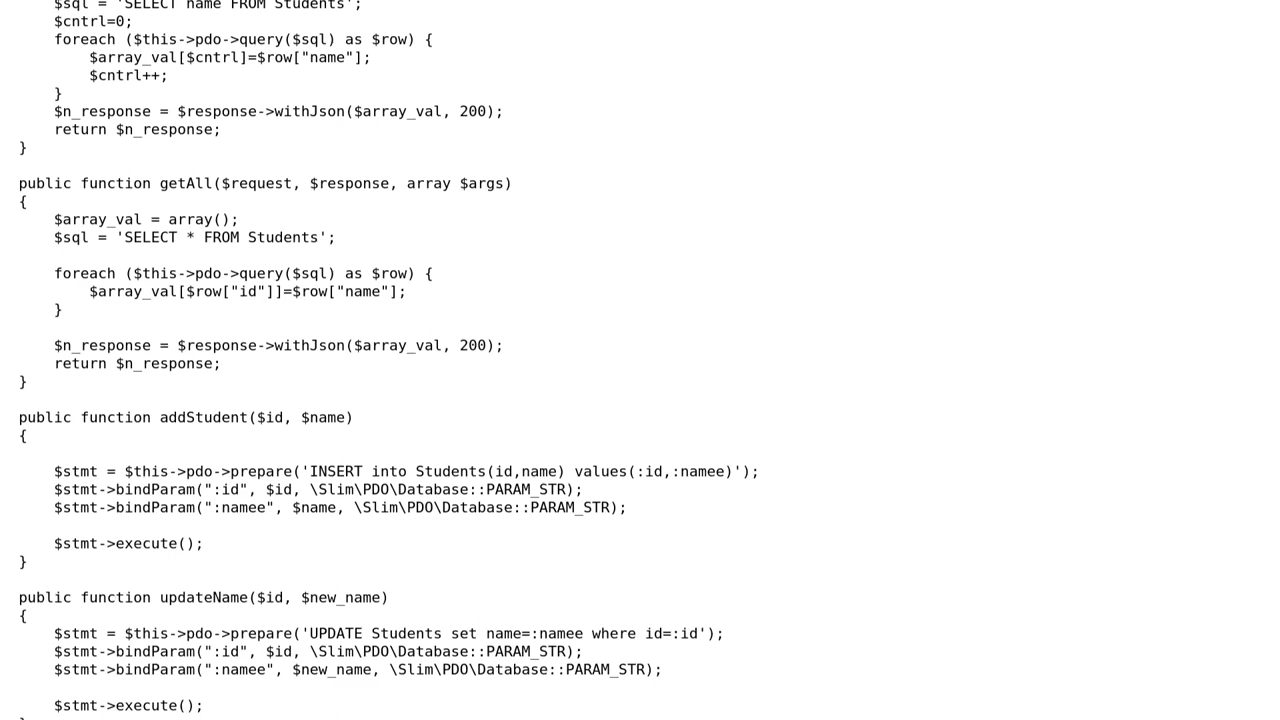 $sql = 'SELECT name FROM Students';
$cntrl=0;
foreach ($this->pdo->query($sql) as $row) {
$array_val[$cntrl]=$row["name"];
$cntrl++;
}
$n_response = $response->withJson($array_val, 200);
return $n_response;
}
public function getAll($request, $response, array $args)
{
$array_val = array();
$sql = 'SELECT * FROM Students';
foreach ($this->pdo->query($sql) as $row) {
$array_val[$row["id"]]=$row["name"];
}
$n_response = $response->withJson($array_val, 200);
return $n_response;
}
public function addStudent($id, $name)
{
$stmt = $this->pdo->prepare('INSERT into Students(id,name) values(:id,:namee)');
$stmt->bindParam(":id", $id, \Slim\PDO\Database::PARAM_STR);
$stmt->bindParam(":namee", $name, \Slim\PDO\Database::PARAM_STR);
$stmt->execute();
}
public function updateName($id, $new_name)
{
$stmt = $this->pdo->prepare('UPDATE Students set name=:namee where id=:id');
$stmt->bindParam(":id", $id, \Slim\PDO\Database::PARAM_STR);
$stmt->bindParam(":namee", $new_name, \Slim\PDO\Database::PARAM_STR);
$stmt->execute();
}